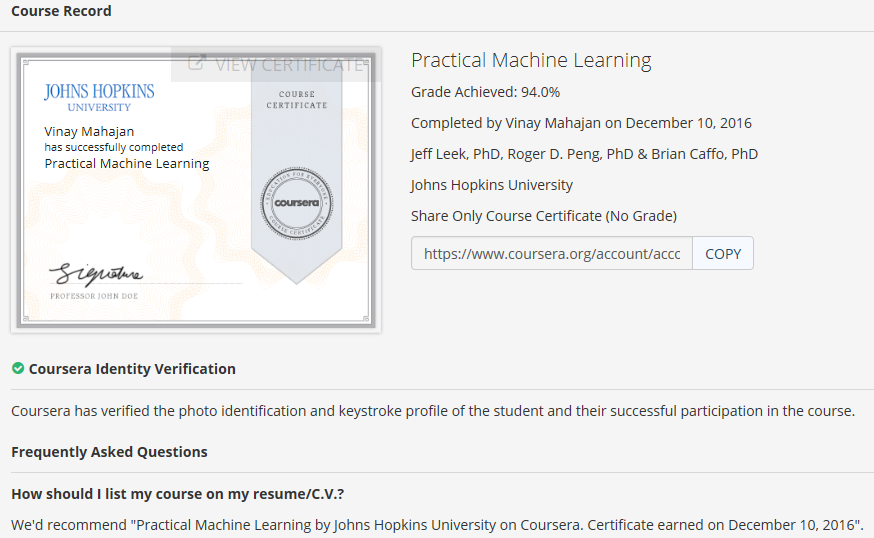 Course Record
VIEW CERTIFICATE
JOHNS HOPKINS
UNIVERSITY
Vinay Mahajan
has successfully completed
Practical Machine Learning
COURSE
CERTIFICATE
EDUCATION FOR EVERYONE
coursera
COURSE CERTIFICATE
Signature
PROFESSOR JOHN DOE
Practical Machine Learning
Grade Achieved: 94.0%
Completed by Vinay Mahajan on December 10, 2016
Jeff Leek, PhD, Roger D. Peng, PhD & Brian Caffo, PhD
Johns Hopkins University
Share Only Course Certificate (No Grade)
https://www.coursera.org/account/accc COPY
Coursera Identity Verification
Coursera has verified the photo identification and keystroke profile of the student and their successful participation in the course.
Frequently Asked Questions
How should I list my course on my resume/C.V.?
We'd recommend "Practical Machine Learning by Johns Hopkins University on Coursera. Certificate earned on December 10, 2016".